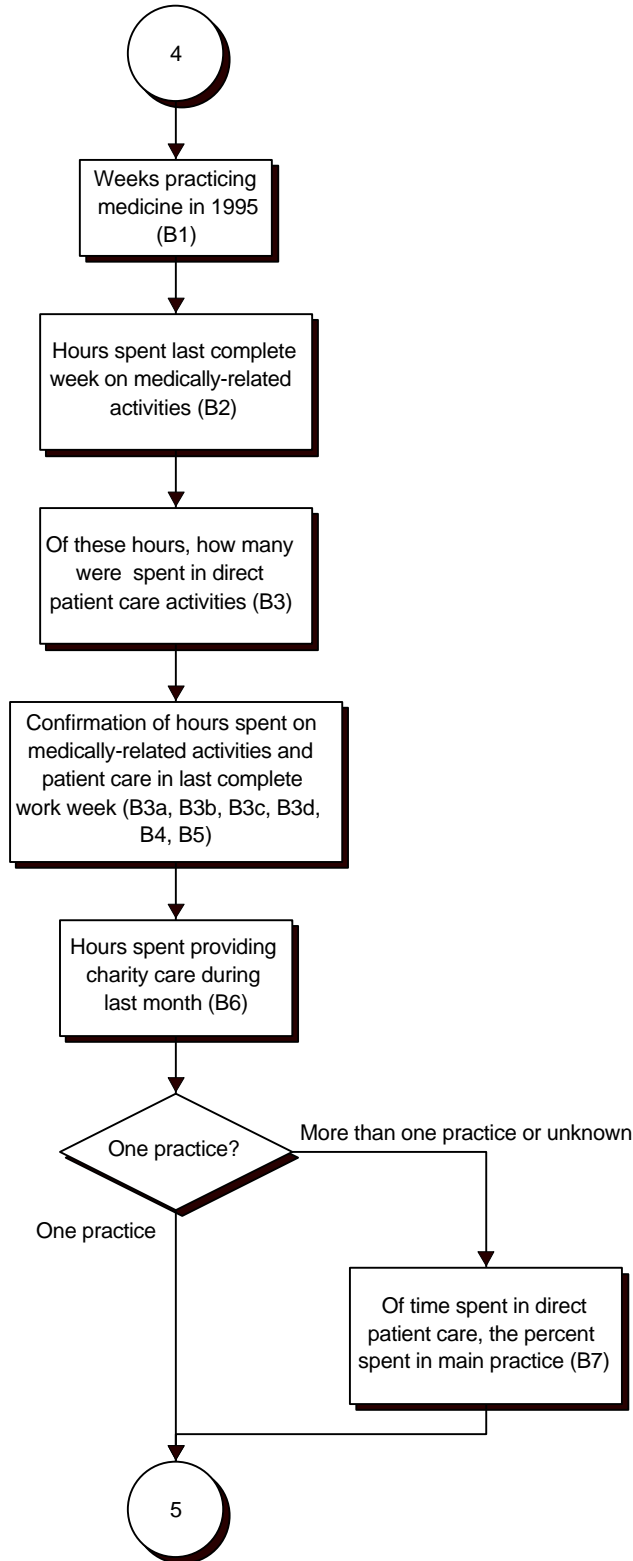 4
Weeks practicing
medicine in 1995
(B1)
Hours spent last complete
week on medically-related
activities (B2)
Of these hours, how many
were spent in direct
patient care activities (B3)
Confirmation of hours spent on
medically-related activities and
patient care in last complete
work week (B3a, B3b, B3c, B3d,
B4, B5)
Hours spent providing
charity care during
last month (B6)
One practice?
More than one practice or unknown
One practice
Of time spent in direct
patient care, the percent
spent in main practice (B7)
5